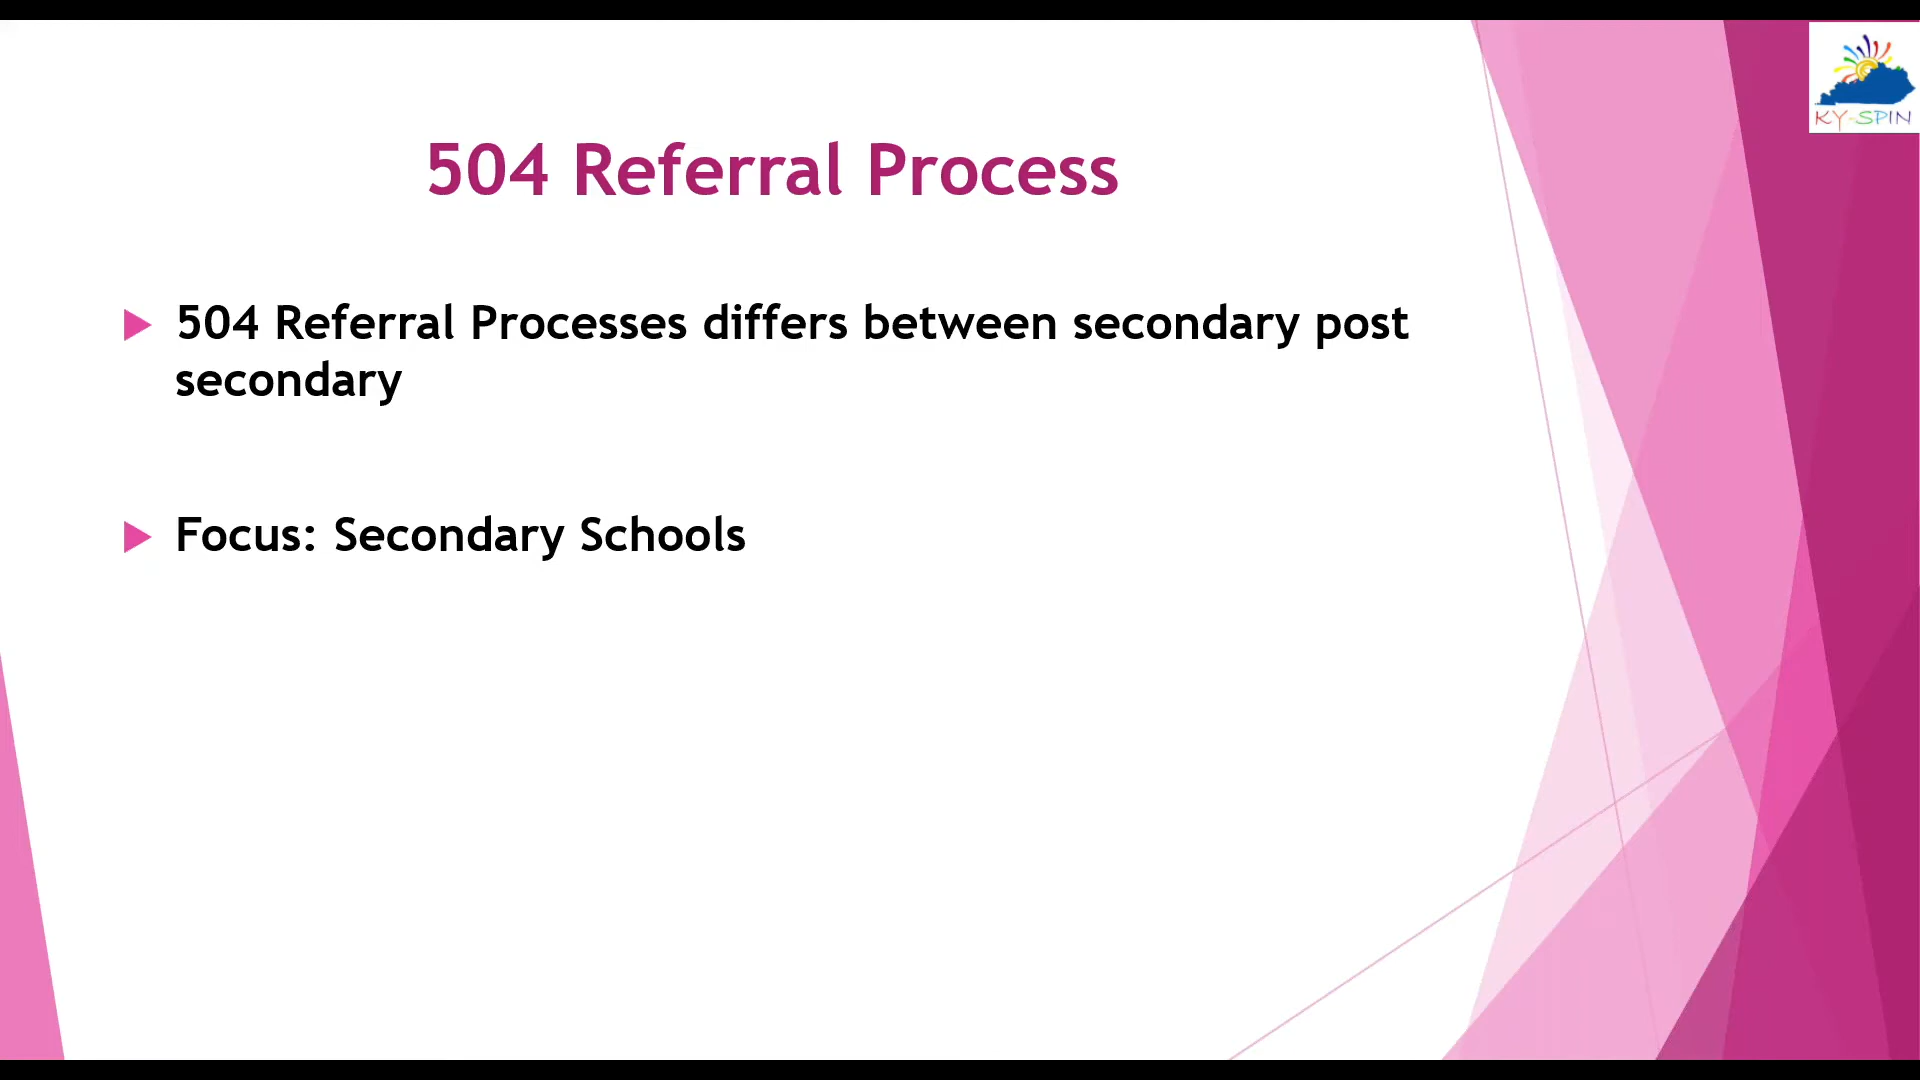 KY-SPIN
504 Referral Process
504 Referral Processes differs between secondary post
secondary
Focus: Secondary Schools